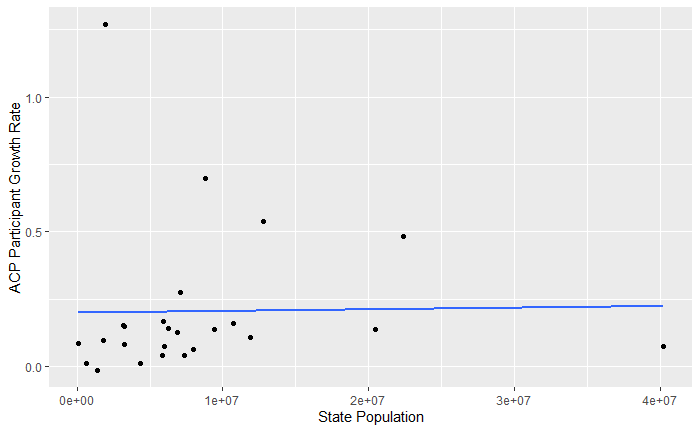 ACP Participant Growth Rate
1.0
0.5
0.0
0e+00 1e+07 2e+07 3e+07 4e+07
State Population